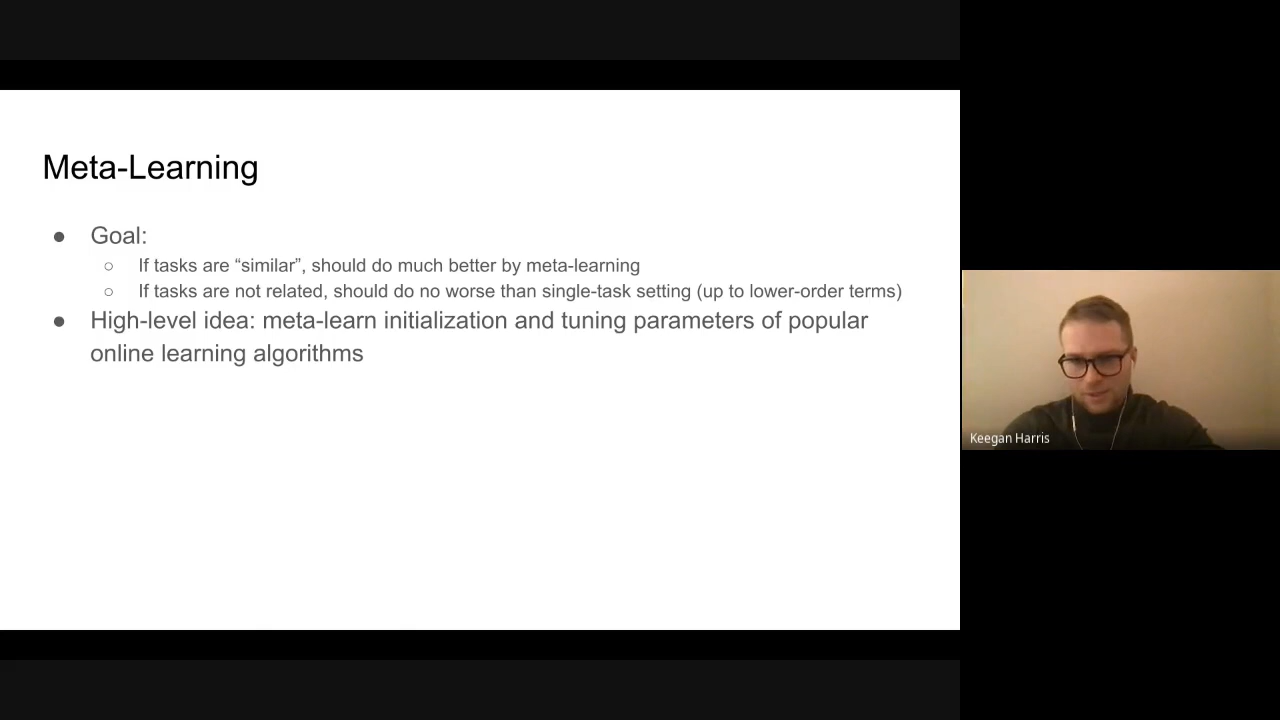 Meta-Learning
● Goal:
○ If tasks are “similar”, should do much better by meta-learning
○ If tasks are not related, should do no worse than single-task setting (up to lower-order terms)
● High-level idea: meta-learn initialization and tuning parameters of popular
online learning algorithms
Keegan Harris